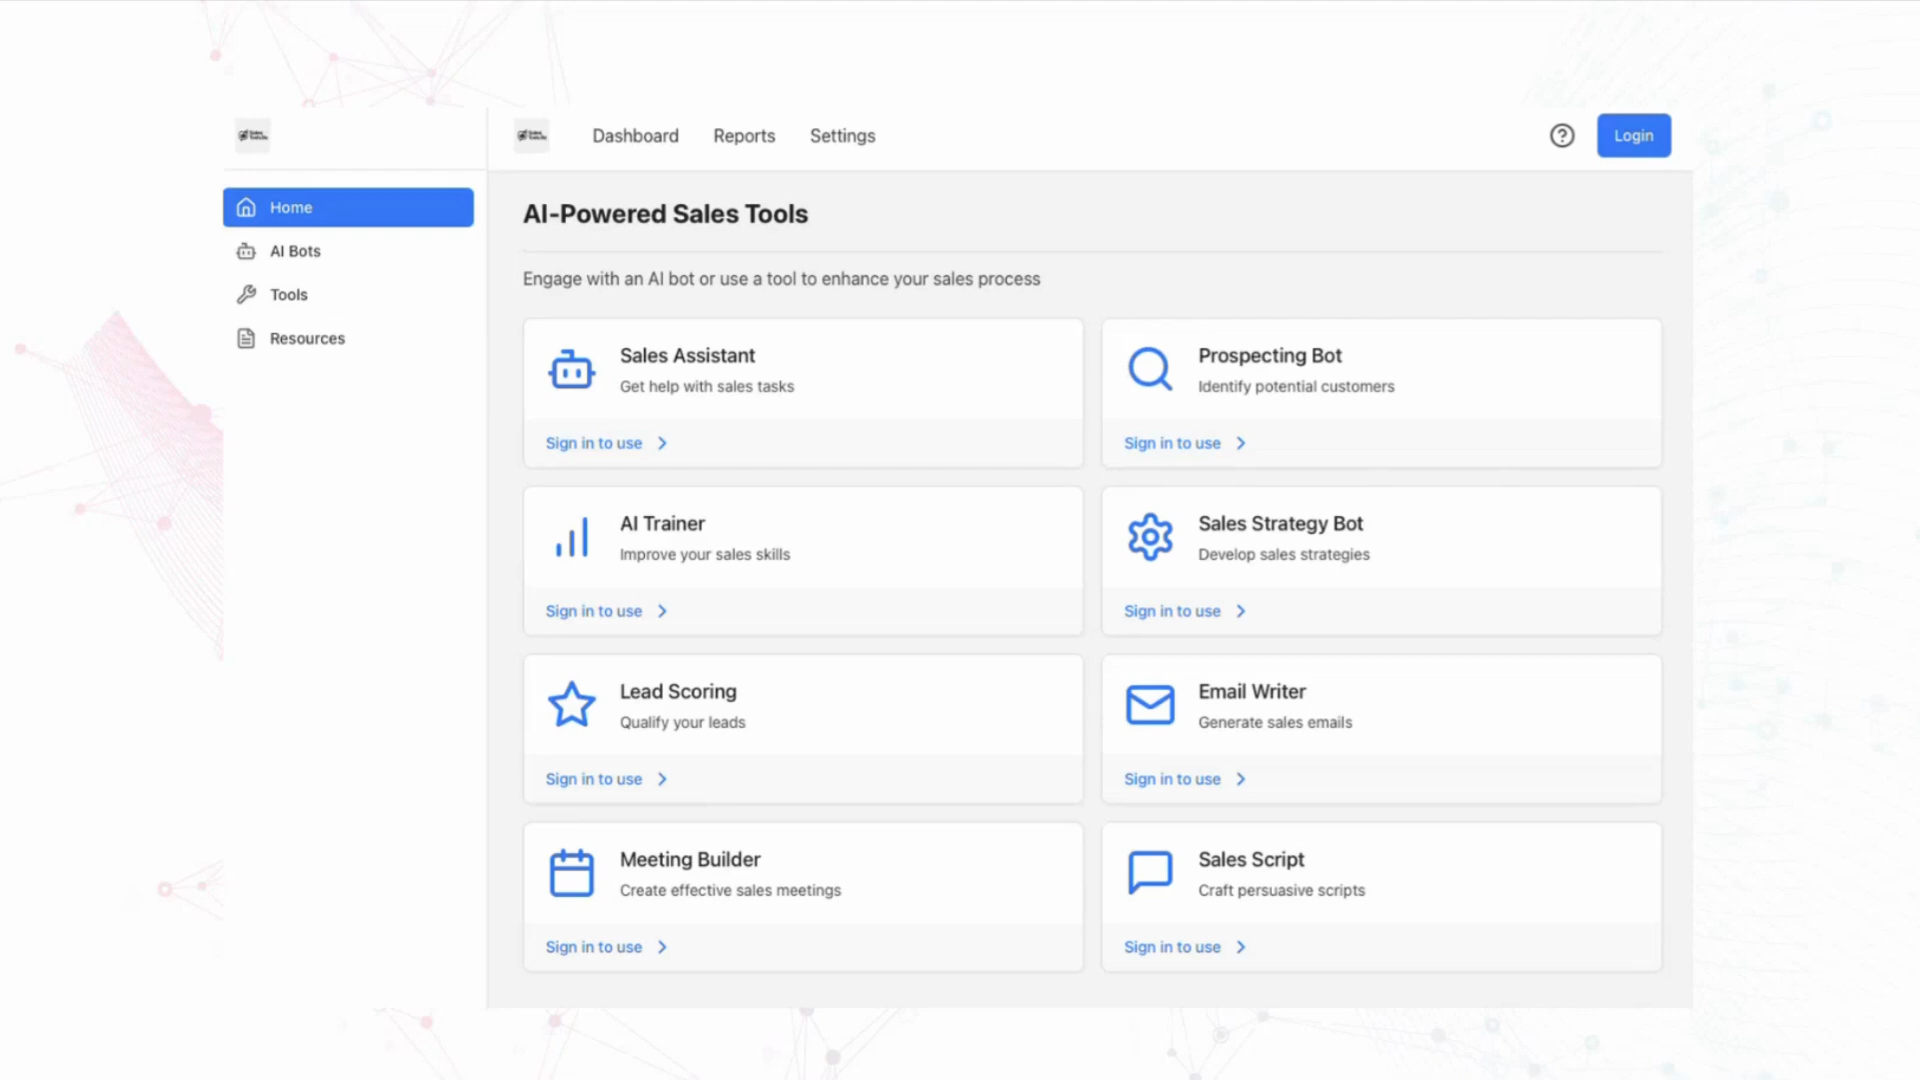 Dashboard
Reports
Settings
Login
Home
AI Bots
Tools
Resources
AI-Powered Sales Tools
Engage with an AI bot or use a tool to enhance your sales process
Sales Assistant
Get help with sales tasks
Sign in to use
Prospecting Bot
Identify potential customers
Sign in to use
AI Trainer
Improve your sales skills
Sign in to use
Sales Strategy Bot
Develop sales strategies
Sign in to use
Lead Scoring
Qualify your leads
Sign in to use
Email Writer
Generate sales emails
Sign in to use
Meeting Builder
Create effective sales meetings
Sign in to use
Sales Script
Craft persuasive scripts
Sign in to use